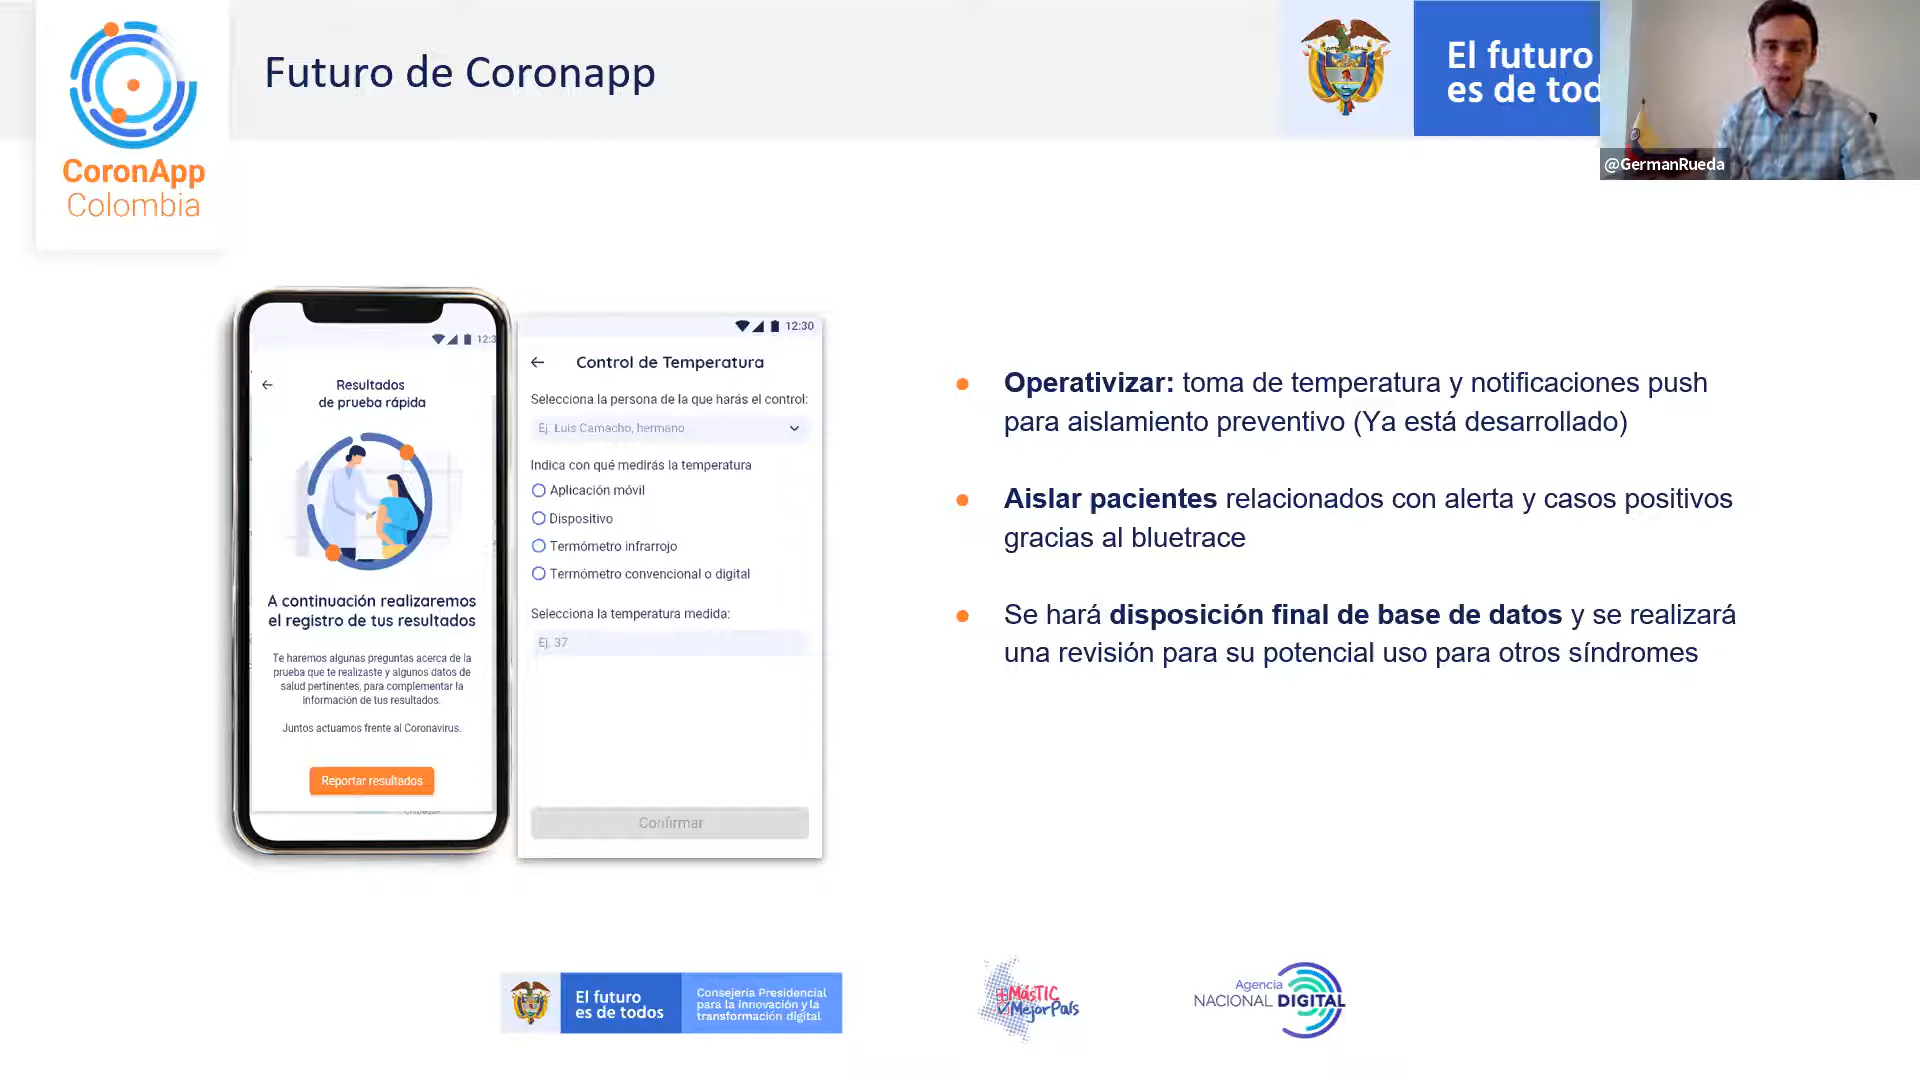 CoronApp
Colombia
Futuro de Coronapp
El futuro
es de tod
@GermanRueda
Resultados
de prueba rápida
A continuación realizaremos
el registro de tus resultados
Te haremos algunas preguntas acerca de la
prueba que te realizaste y algunos datos de
salud pertinentes, para complementar la
información de tus resultados.
Juntos actuamos frente al Coronavirus.
Reportar resultados
12:30
Control de Temperatura
Selecciona la persona de la que harás el control:
Ej. Luis Camacho, hermano
Indica con qué medirás la temperatura
Aplicación móvil
Dispositivo
Termómetro infrarrojo
Termómetro convencional o digital
Selecciona la temperatura medida:
Ej. 37
Confirmar
Operativizar: toma de temperatura y notificaciones push
para aislamiento preventivo (Ya está desarrollado)
Aislar pacientes relacionados con alerta y casos positivos
gracias al bluetrace
Se hará disposición final de base de datos y se realizará
una revisión para su potencial uso para otros síndromes
El futuro
es de todos
Consejería Presidencial
para la innovación y la
transformación digital
+MásTIC
MejorPaís
Agencia
NACIONAL DIGITAL